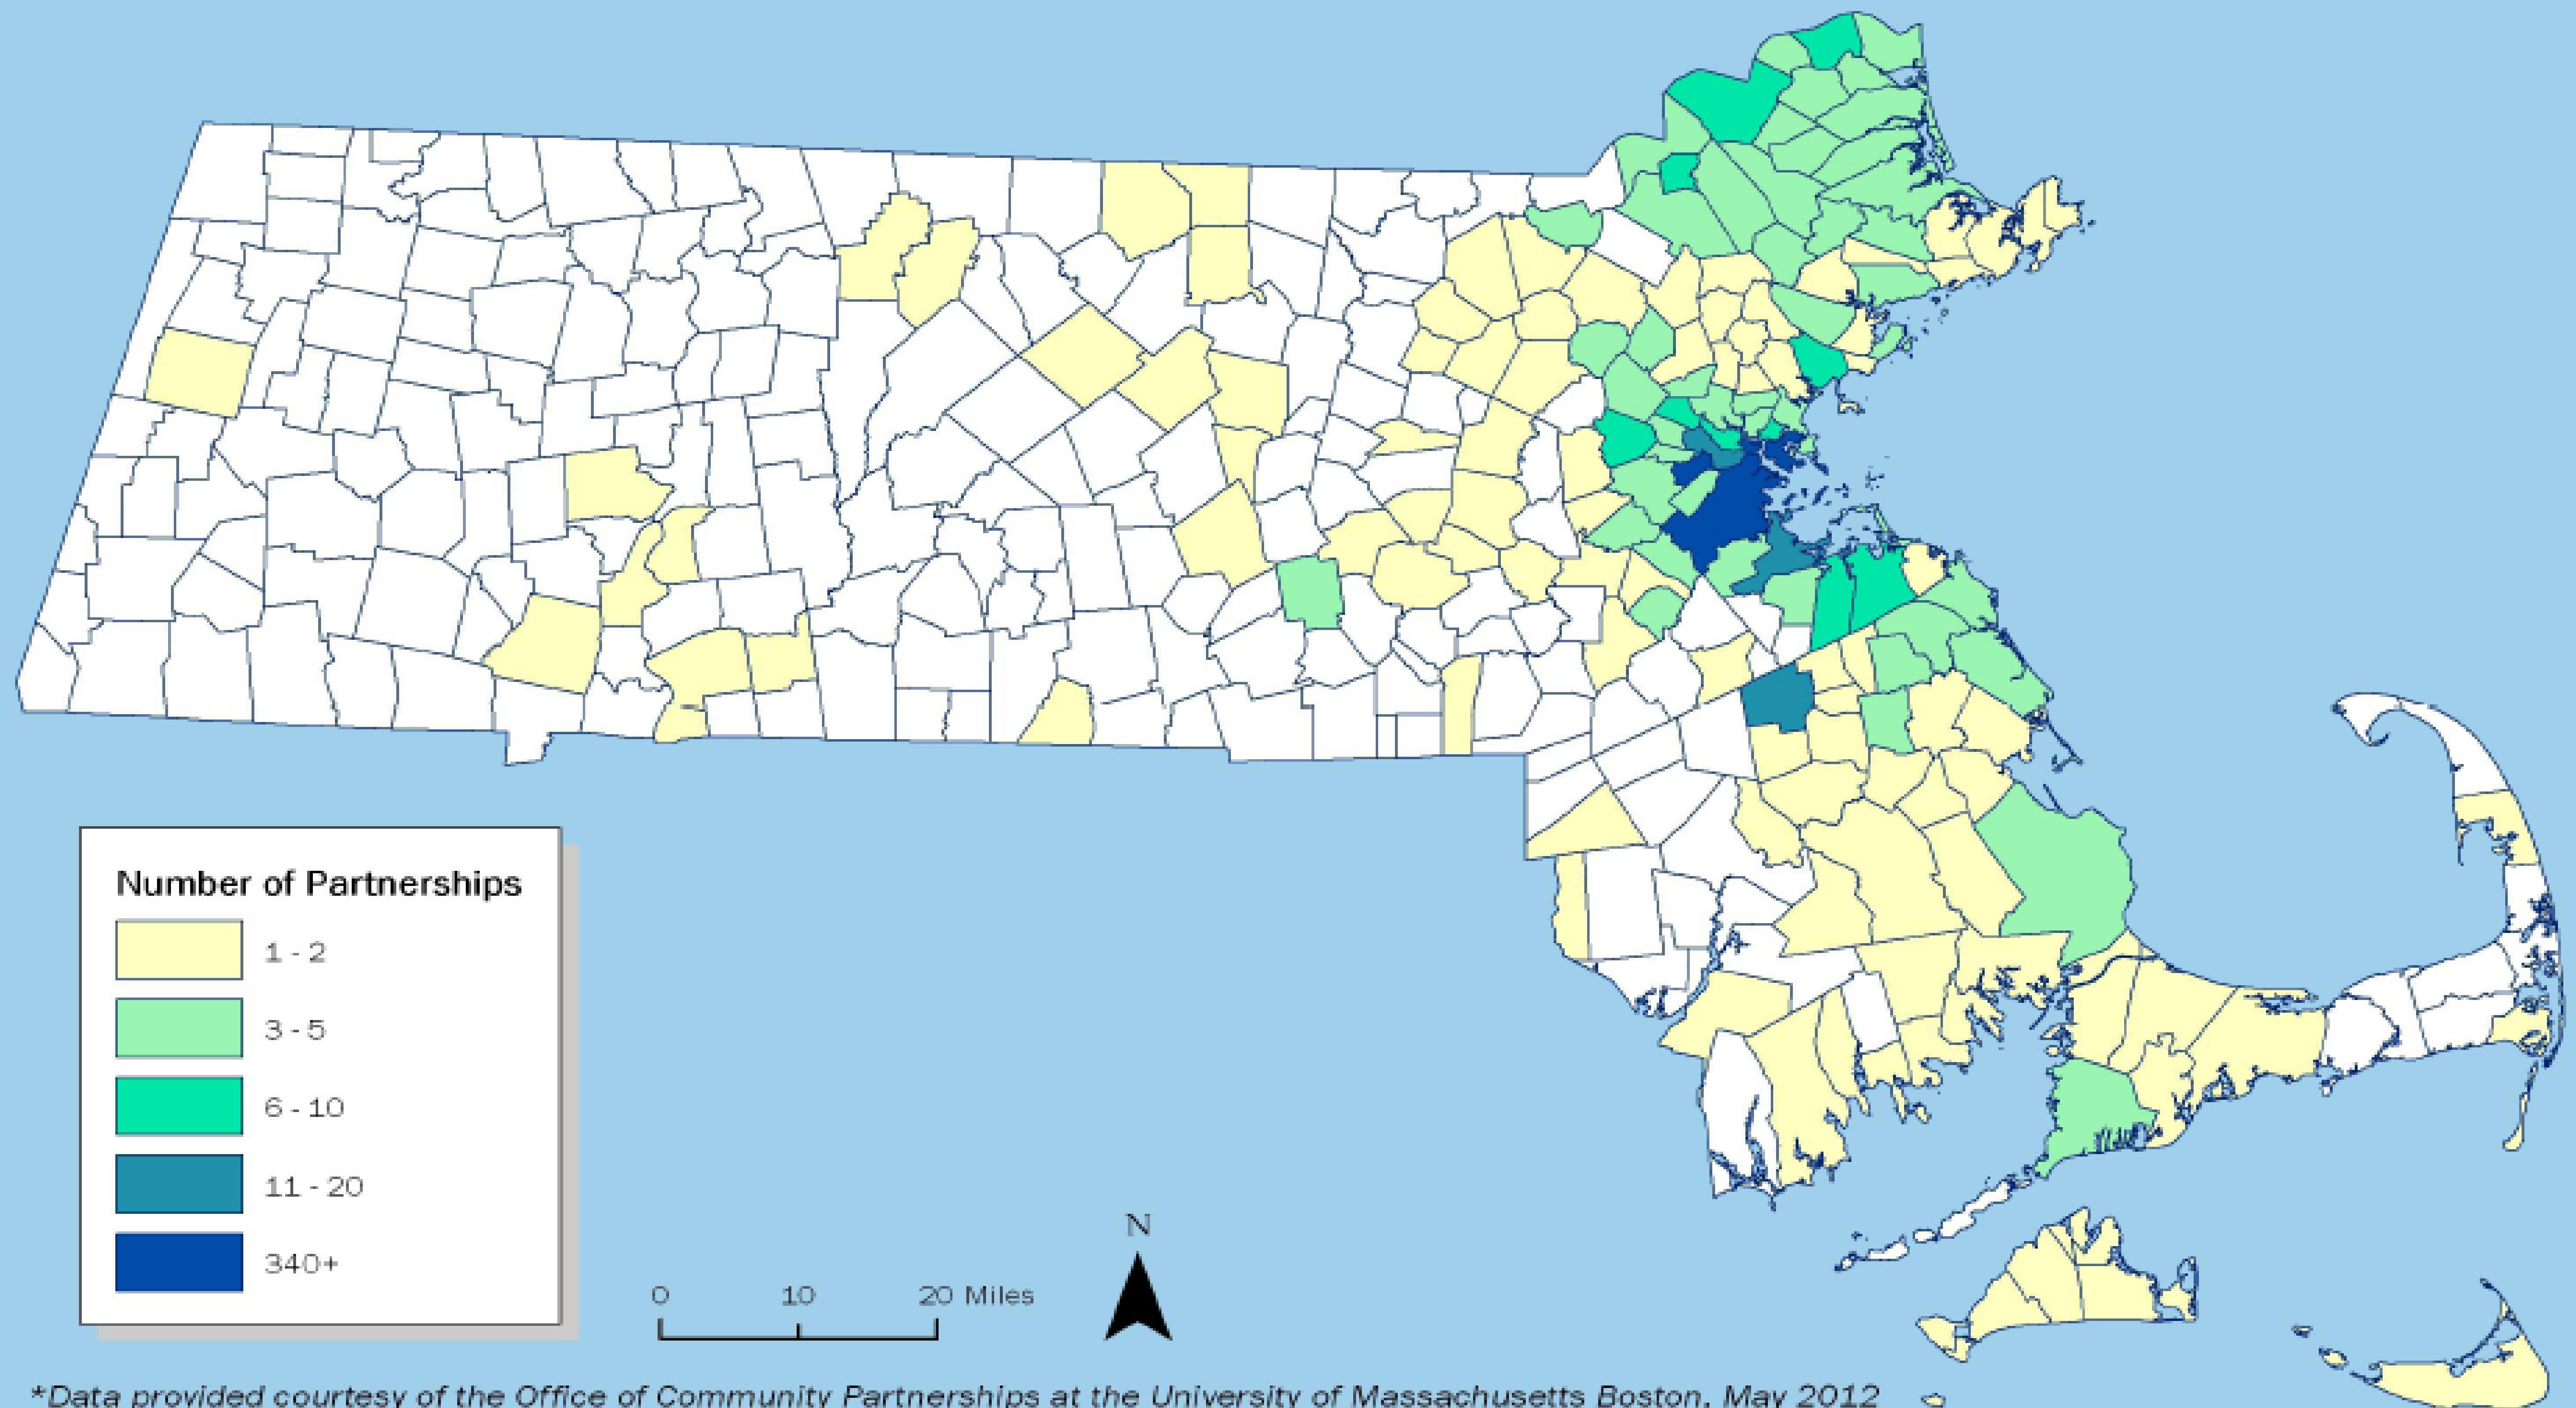 Number of Partnerships
1 - 2
3 - 5
6 - 10
11 - 20
340+
N
0 10 20 Miles
*Data provided courtesy of the Office of Community Partnerships at the University of Massachusetts Boston, May 2012